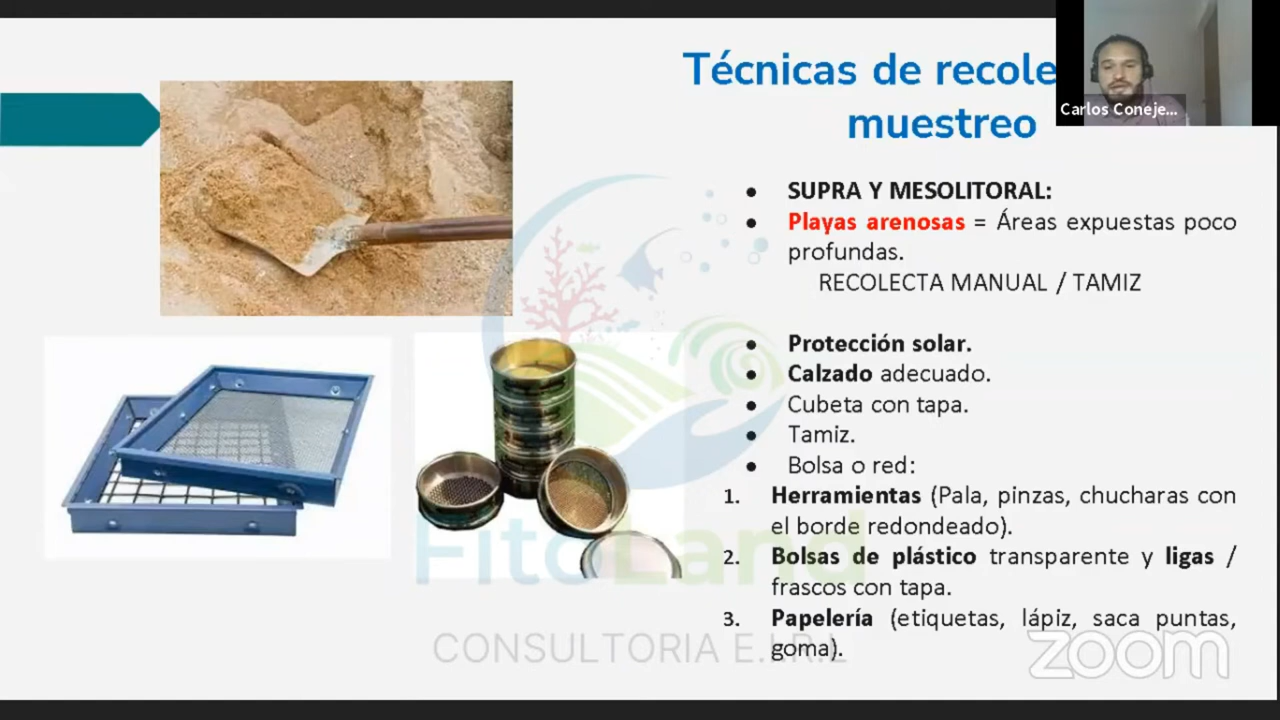 Técnicas de recole
muestreo
Carlos Coneje...
SUPRA Y MESOLITORAL:
Playas arenosas = Áreas expuestas poco
profundas.
RECOLECTA MANUAL / TAMIZ
Protección solar.
Calzado adecuado.
Cubeta con tapa.
Tamiz.
Bolsa o red:
1. Herramientas (Pala, pinzas, chucharas con
el borde redondeado).
2. Bolsas de plástico transparente y ligas /
frascos con tapa.
3. Papelería (etiquetas, lápiz, saca puntas,
goma).
FitoLand
CONSULTORIA E.I.R.L
zoom